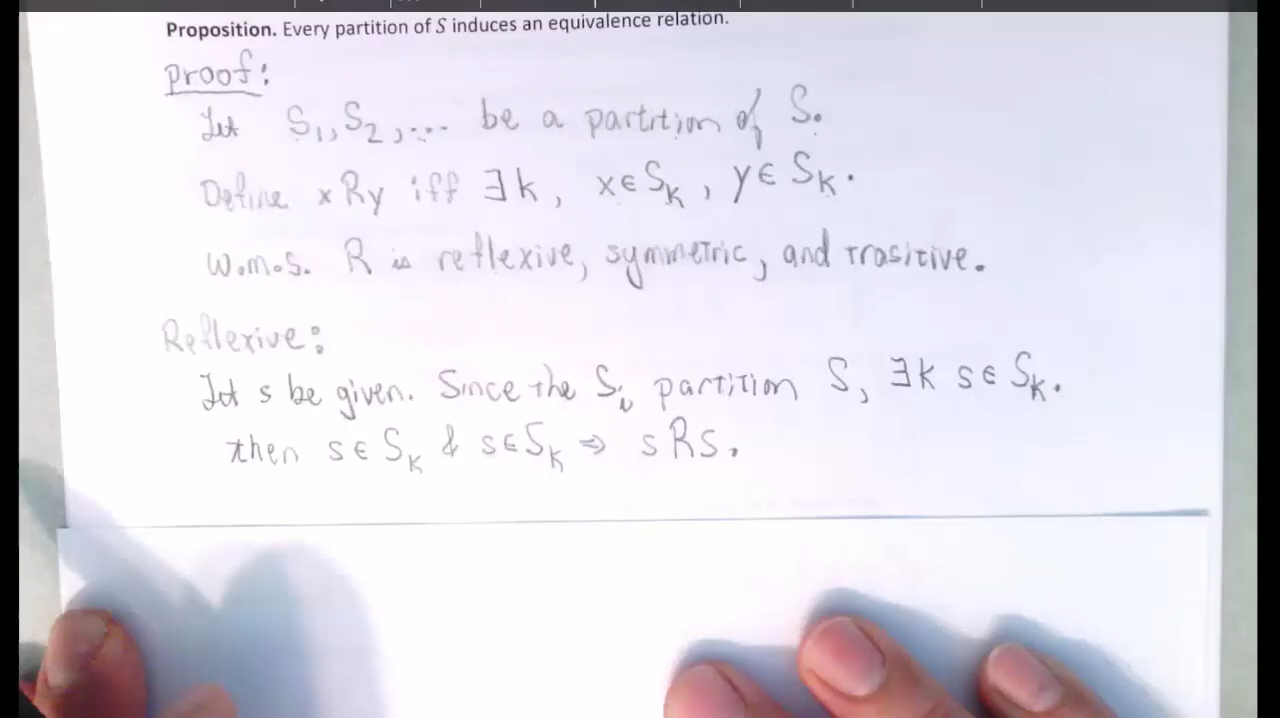 Proposition. Every partition of S induces an equivalence relation.
Proof:
Let S₁, S₂, ... be a partition of S.
Define xRy iff ∃k, x∈Sₖ, y∈Sₖ.
W.m.s. R is reflexive, symmetric, and trasitive.
Reflexive:
Let s be given. Since the Sᵢ partition S, ∃k s∈Sₖ.
then s∈Sₖ & s∈Sₖ ⇒ sRs.